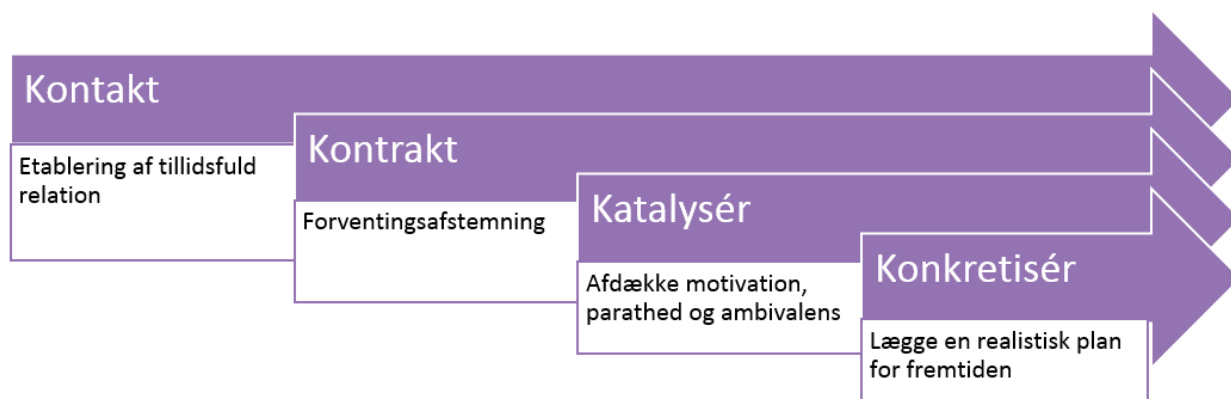 Kontakt
Etablering af tillidsfuld
relation
Kontrakt
Forventingsafstemning
Katalysér
Afdække motivation,
parathed og ambivalens
Konkretisér
Lægge en realistisk plan
for fremtiden